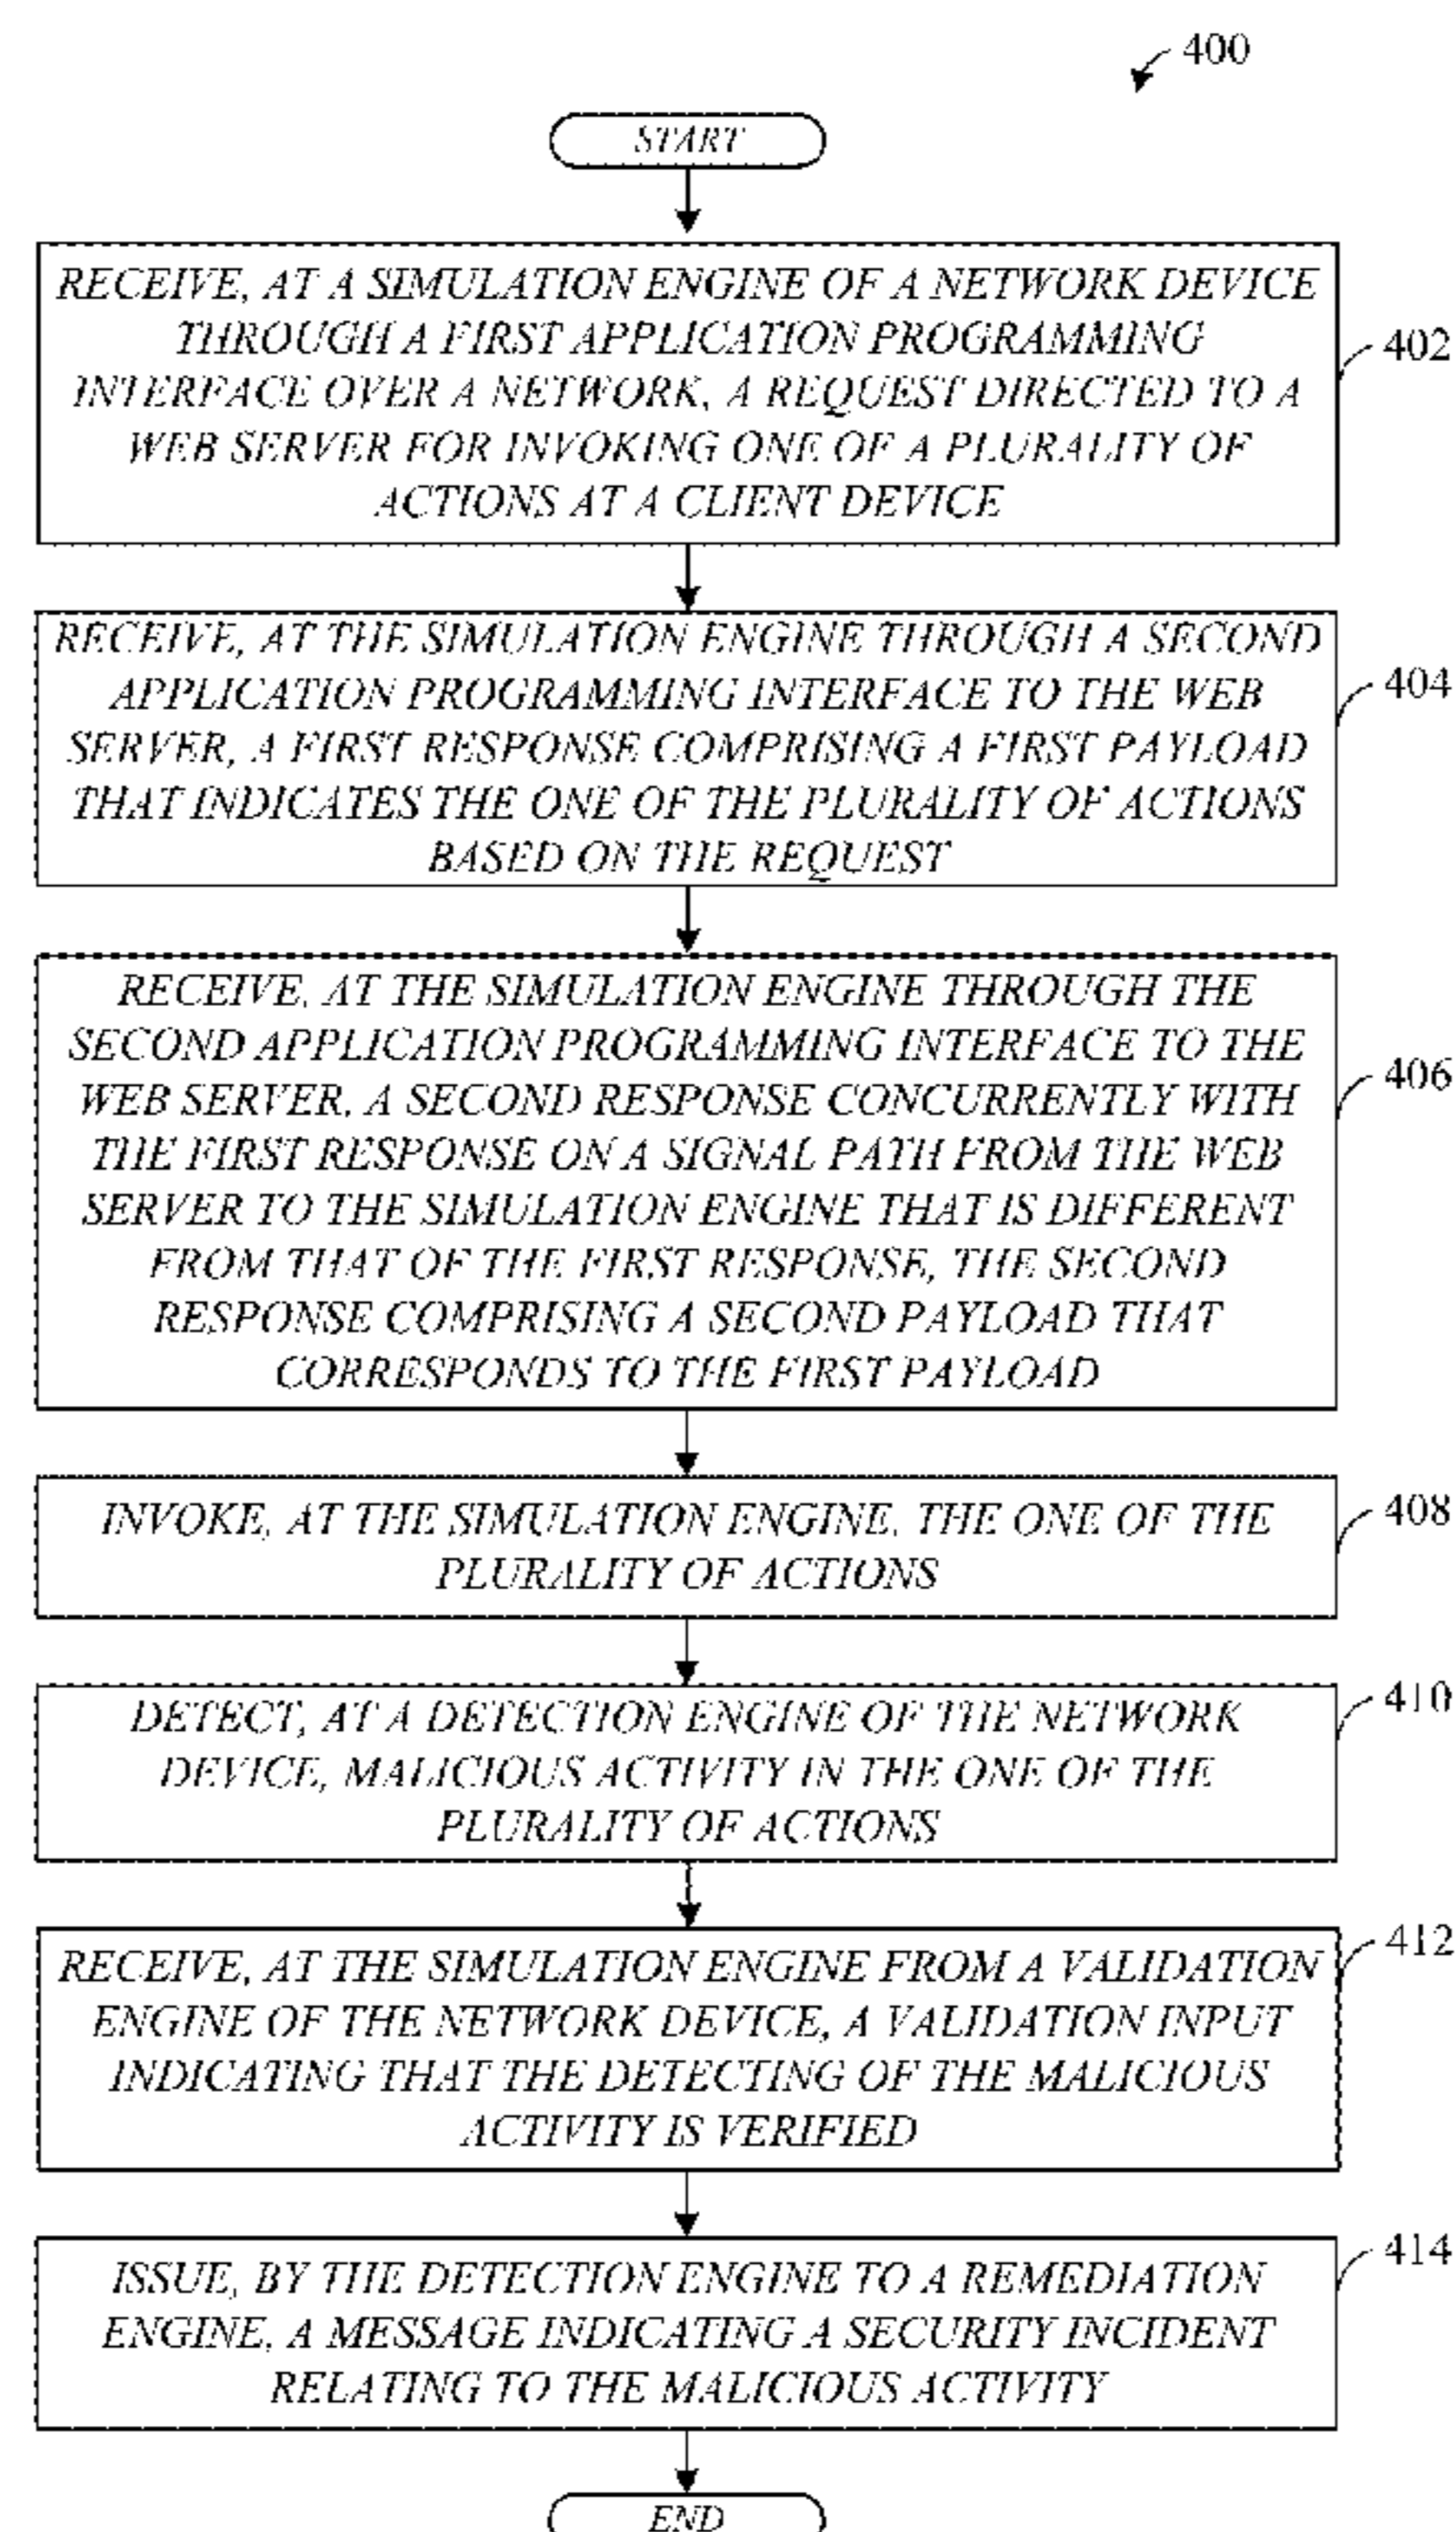 400
START
RECEIVE, AT A SIMULATION ENGINE OF A NETWORK DEVICE
THROUGH A FIRST APPLICATION PROGRAMMING
INTERFACE OVER A NETWORK, A REQUEST DIRECTED TO A
WEB SERVER FOR INVOKING ONE OF A PLURALITY OF
ACTIONS AT A CLIENT DEVICE
402
RECEIVE, AT THE SIMULATION ENGINE THROUGH A SECOND
APPLICATION PROGRAMMING INTERFACE TO THE WEB
SERVER, A FIRST RESPONSE COMPRISING A FIRST PAYLOAD
THAT INDICATES THE ONE OF THE PLURALITY OF ACTIONS
BASED ON THE REQUEST
404
RECEIVE, AT THE SIMULATION ENGINE THROUGH THE
SECOND APPLICATION PROGRAMMING INTERFACE TO THE
WEB SERVER, A SECOND RESPONSE CONCURRENTLY WITH
THE FIRST RESPONSE ON A SIGNAL PATH FROM THE WEB
SERVER TO THE SIMULATION ENGINE THAT IS DIFFERENT
FROM THAT OF THE FIRST RESPONSE, THE SECOND
RESPONSE COMPRISING A SECOND PAYLOAD THAT
CORRESPONDS TO THE FIRST PAYLOAD
406
INVOKE, AT THE SIMULATION ENGINE, THE ONE OF THE
PLURALITY OF ACTIONS
408
DETECT, AT A DETECTION ENGINE OF THE NETWORK
DEVICE, MALICIOUS ACTIVITY IN THE ONE OF THE
PLURALITY OF ACTIONS
410
RECEIVE, AT THE SIMULATION ENGINE FROM A VALIDATION
ENGINE OF THE NETWORK DEVICE, A VALIDATION INPUT
INDICATING THAT THE DETECTING OF THE MALICIOUS
ACTIVITY IS VERIFIED
412
ISSUE, BY THE DETECTION ENGINE TO A REMEDIATION
ENGINE, A MESSAGE INDICATING A SECURITY INCIDENT
RELATING TO THE MALICIOUS ACTIVITY
414
END